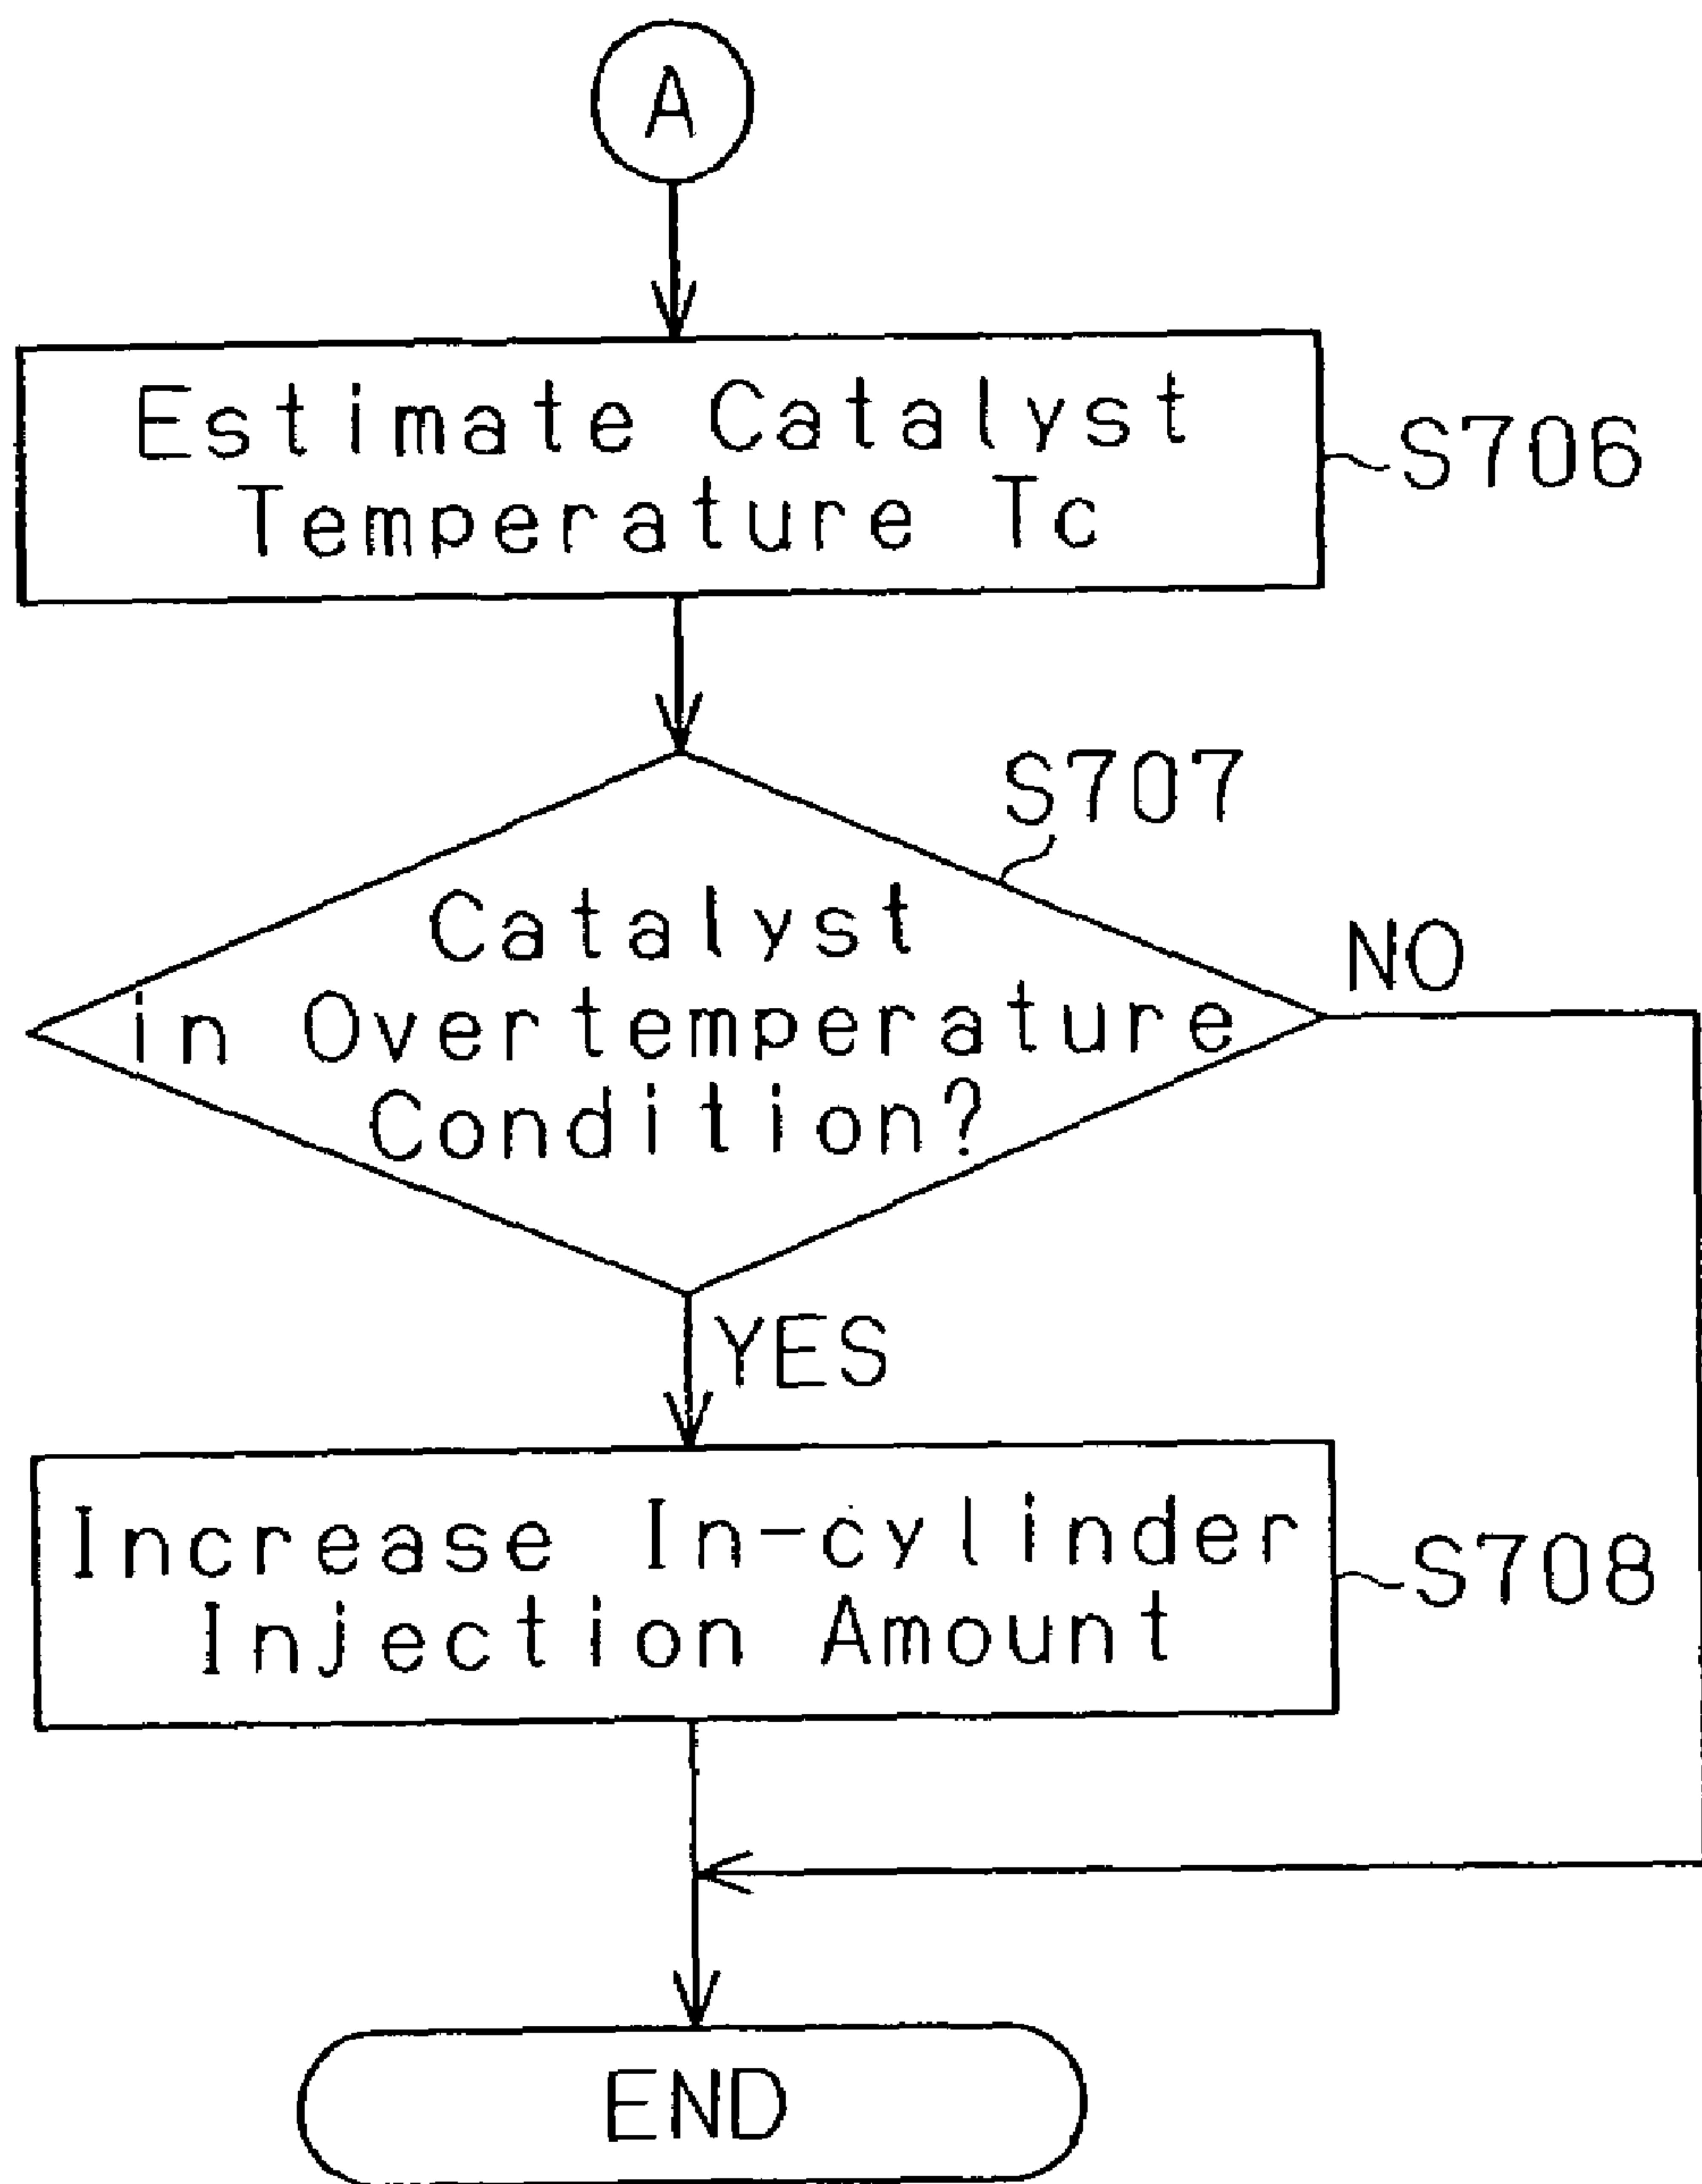 A
Estimate Catalyst
Temperature Tc
S706
S707
Catalyst
in Overtemperature
Condition?
NO
YES
Increase In-cylinder
Injection Amount
S708
END